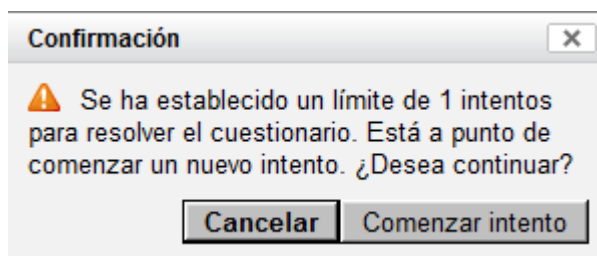 Confirmación
Se ha establecido un límite de 1 intentos
para resolver el cuestionario. Está a punto de
comenzar un nuevo intento. ¿Desea continuar?
Cancelar Comenzar intento